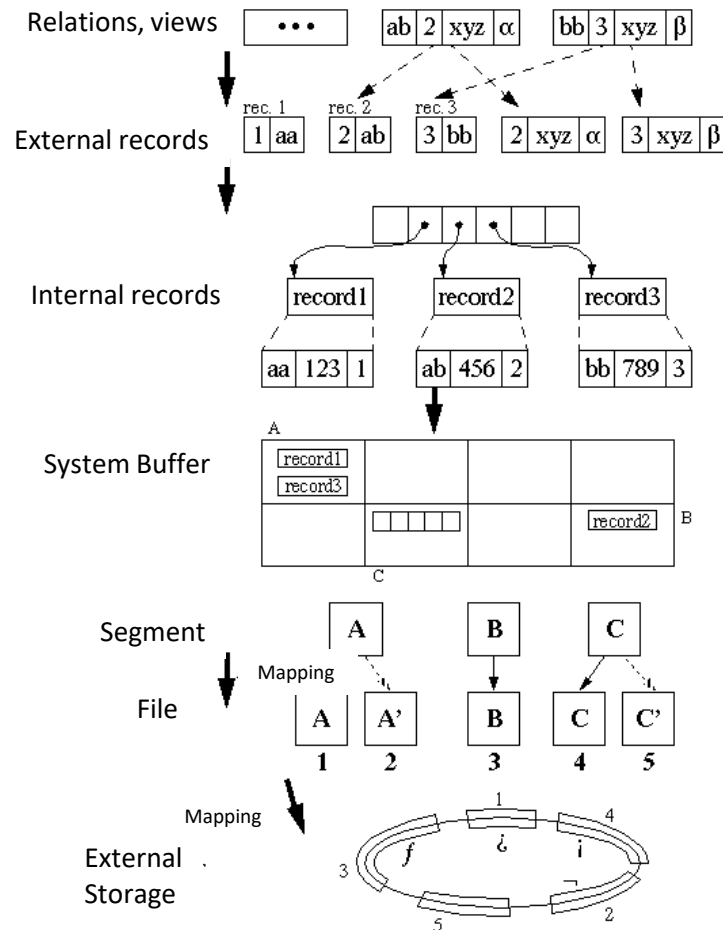 Relations, views
••• ab 2 xyz α bb 3 xyz β
rec. 1 rec. 2 rec. 3
External records
1 aa 2 ab 3 bb 2 xyz α 3 xyz β
Internal records
record1 record2 record3
aa 123 1 ab 456 2 bb 789 3
A
System Buffer
record1
record3
record2 B
C
Segment
A B C
Mapping
File
A A' B C C'
1 2 3 4 5
Mapping
1 4
ƒ ¿ ¡
External
Storage
3 ¬
5 2